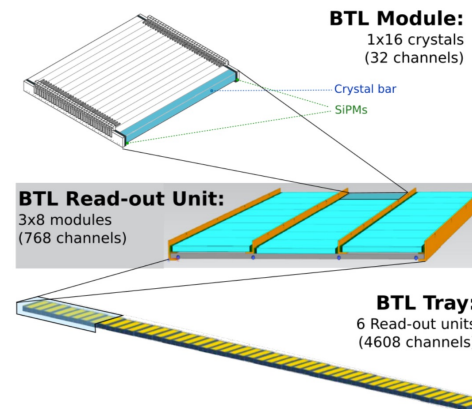 BTL Module:
1x16 crystals
(32 channels)
Crystal bar
SiPMs
BTL Read-out Unit:
3x8 modules
(768 channels)
BTL Tray:
6 Read-out units
(4608 channels